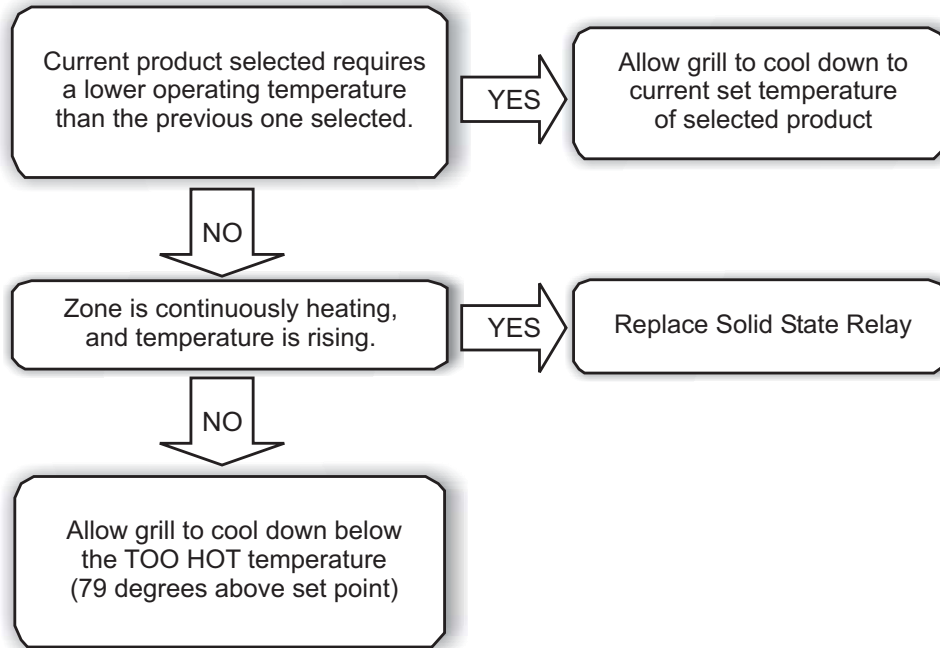 Current product selected requires
a lower operating temperature
than the previous one selected.
YES
Allow grill to cool down to
current set temperature
of selected product
NO
Zone is continuously heating,
and temperature is rising.
YES
Replace Solid State Relay
NO
Allow grill to cool down below
the TOO HOT temperature
(79 degrees above set point)